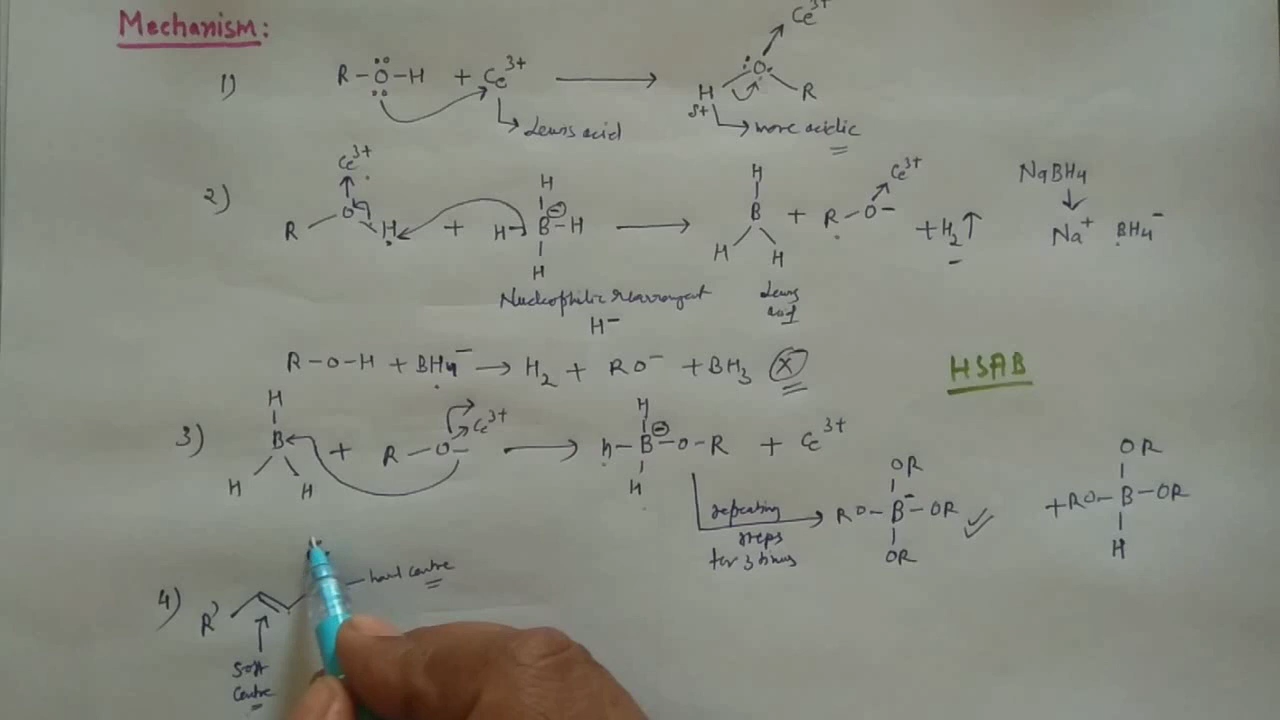 Mechanism:
Ce3+
1) R-O-H + Ce3+ → H O R
δ+
Lewis acid
more acidic
Ce3+
2) R O H + H-B-H → H B H H + R-O- Ce3+ + H2↑
H
H
⊖
NaBH4
↓
Na+ BH4-
Nucleophilic
H-
Lewis
acid
R-O-H + BH4- → H2 + RO- + BH3 (X)
HSAB
3) H B H H + R-O- Ce3+ → H-B-O-R + Ce3+
H
H
⊖
repeating
steps
for 3 times
RO-B-OR
OR
OR
-
+RO-B-OR
OR
H
4) R'
hard centre
Soft
Centre